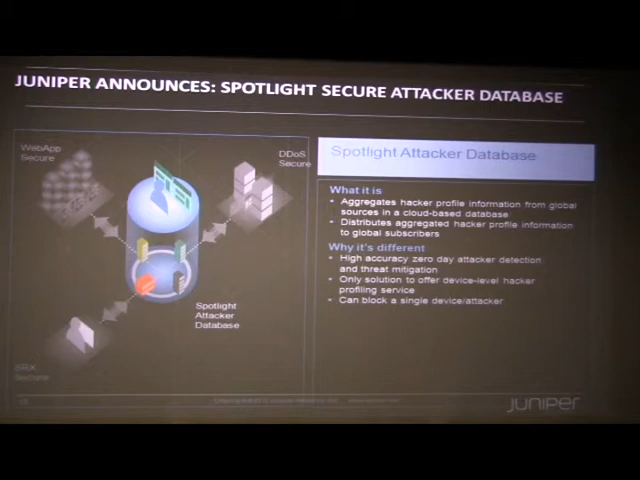 JUNIPER ANNOUNCES: SPOTLIGHT SECURE ATTACKER DATABASE
WebApp
Secure
DDoS
Secure
Spotlight
Attacker
Database
SRX
Secure
Spotlight Attacker Database
What it is
• Aggregates hacker profile information from global
sources in a cloud-based database
• Distributes aggregated hacker profile information
to global subscribers
Why it's different
• High accuracy zero day attacker detection
and threat mitigation
• Only solution to offer device-level hacker
profiling service
• Can block a single device/attacker
JUNIPER